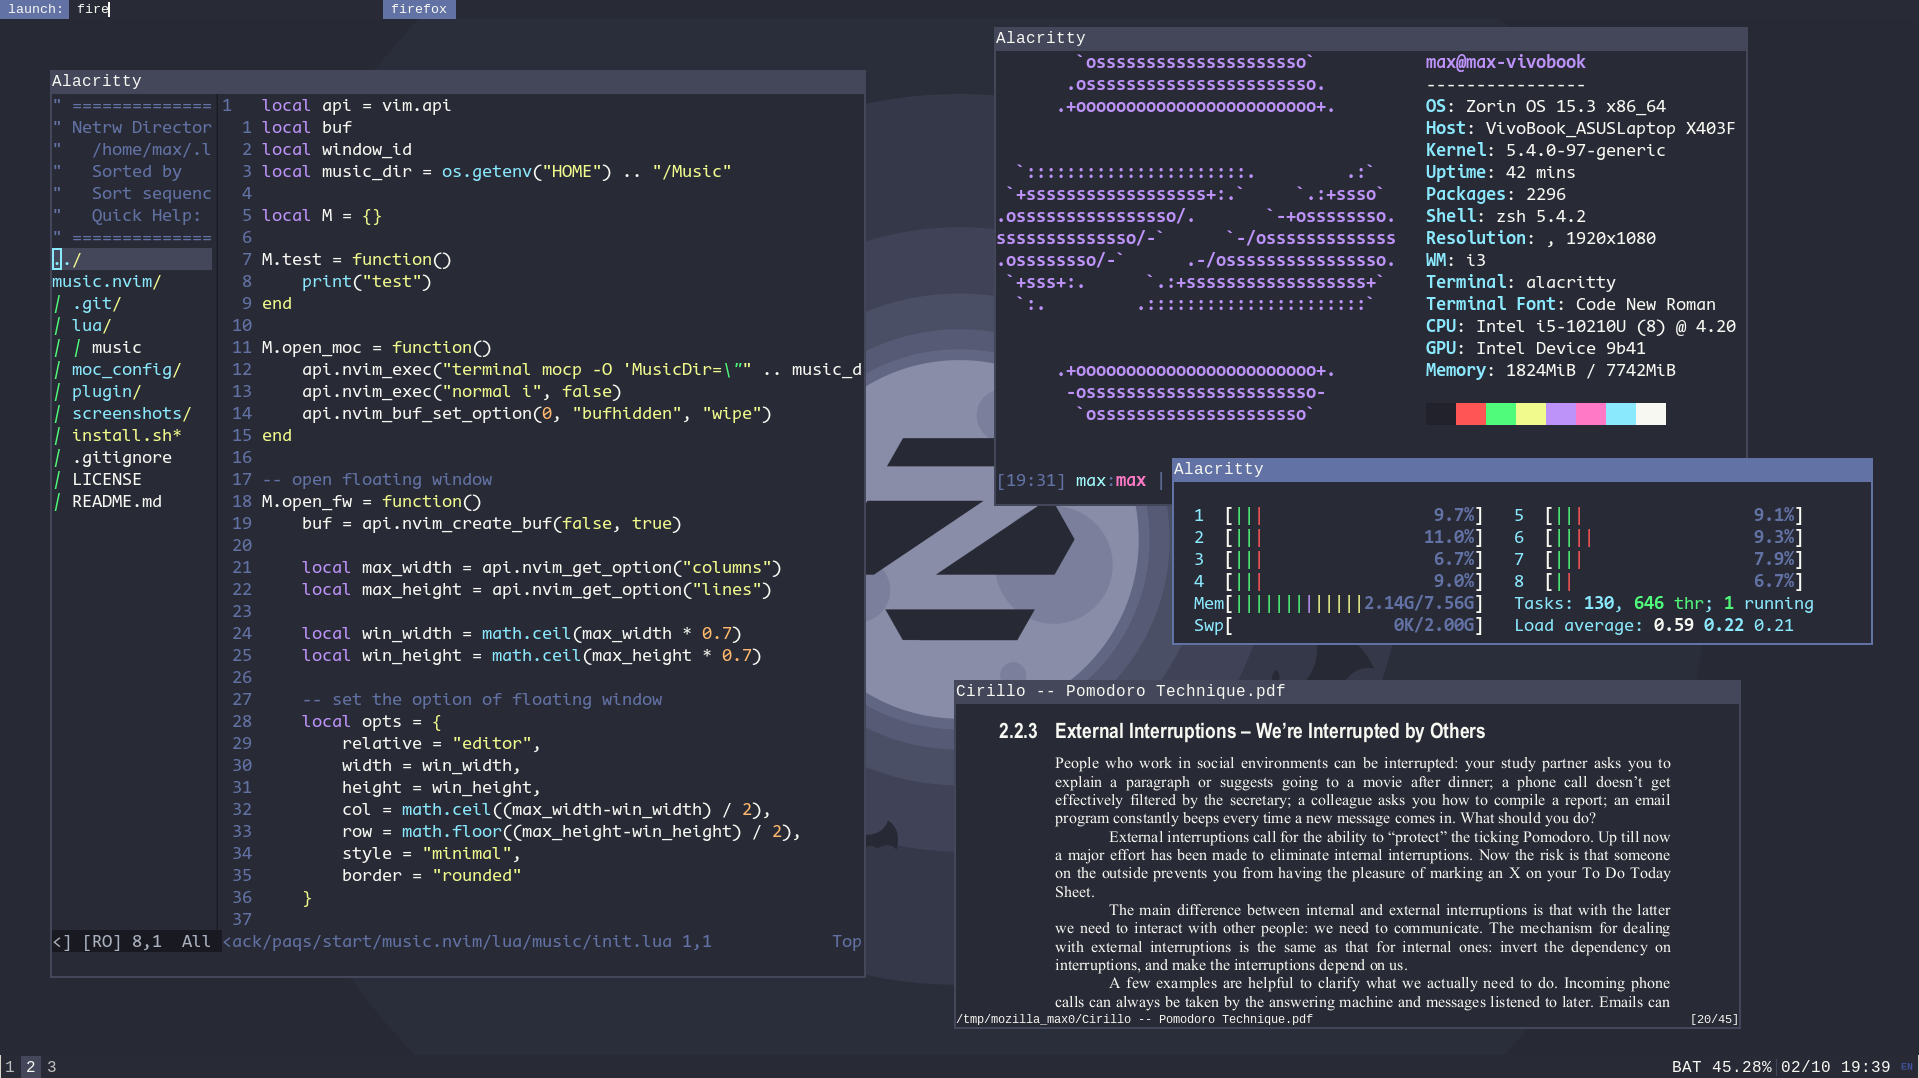 launch: fire firefox
Alacritty
" ==============
" Netrw Director
"   /home/max/.l
"   Sorted by
"   Sort sequenc
"   Quick Help:
" ==============
../
music.nvim/
| .git/
| lua/
| | music
| moc_config/
| plugin/
| screenshots/
| install.sh*
| .gitignore
| LICENSE
| README.md
<] [RO] 8,1  All
1   local api = vim.api
1 local buf
2 local window_id
3 local music_dir = os.getenv("HOME") .. "/Music"
4
5 local M = {}
6
7 M.test = function()
8     print("test")
9 end
10
11 M.open_moc = function()
12     api.nvim_exec("terminal mocp -O 'MusicDir=\"" .. music_d
13     api.nvim_exec("normal i", false)
14     api.nvim_buf_set_option(0, "bufhidden", "wipe")
15 end
16
17 -- open floating window
18 M.open_fw = function()
19     buf = api.nvim_create_buf(false, true)
20
21     local max_width = api.nvim_get_option("columns")
22     local max_height = api.nvim_get_option("lines")
23
24     local win_width = math.ceil(max_width * 0.7)
25     local win_height = math.ceil(max_height * 0.7)
26
27     -- set the option of floating window
28     local opts = {
29         relative = "editor",
30         width = win_width,
31         height = win_height,
32         col = math.ceil((max_width-win_width) / 2),
33         row = math.floor((max_height-win_height) / 2),
34         style = "minimal",
35         border = "rounded"
36     }
37
<ack/paqs/start/music.nvim/lua/music/init.lua 1,1            Top
Alacritty
`osssssssssssssssssssso`
.osssssssssssssssssssssso.
.+oooooooooooooooooooooooo+.
`::::::::::::::::::::::.         .:`
`+ssssssssssssssssss+:.`     `.:+ssso`
.ossssssssssssssso/.       `-+ossssssso.
ssssssssssssso/-`      `-/osssssssssssss
.ossssssso/-`      .-/ossssssssssssssso.
`+sss+:.      `.:+ssssssssssssssssss+`
`:.         .::::::::::::::::::::::`
.+oooooooooooooooooooooooo+.
-osssssssssssssssssssssso-
`osssssssssssssssssssso`
max@max-vivobook
----------------
OS: Zorin OS 15.3 x86_64
Host: VivoBook_ASUSLaptop X403F
Kernel: 5.4.0-97-generic
Uptime: 42 mins
Packages: 2296
Shell: zsh 5.4.2
Resolution: , 1920x1080
WM: i3
Terminal: alacritty
Terminal Font: Code New Roman
CPU: Intel i5-10210U (8) @ 4.20
GPU: Intel Device 9b41
Memory: 1824MiB / 7742MiB
[19:31] max:max |
Alacritty
1  [|||                 9.7%]   5  [|||                 9.1%]
2  [|||                11.0%]   6  [||||                9.3%]
3  [|||                 6.7%]   7  [|||                 7.9%]
4  [|||                 9.0%]   8  [||                  6.7%]
Mem[|||||||||||||2.14G/7.56G]   Tasks: 130, 646 thr; 1 running
Swp[                0K/2.00G]   Load average: 0.59 0.22 0.21
Cirillo -- Pomodoro Technique.pdf
2.2.3 External Interruptions – We’re Interrupted by Others
People who work in social environments can be interrupted: your study partner asks you to
explain a paragraph or suggests going to a movie after dinner; a phone call doesn’t get
effectively filtered by the secretary; a colleague asks you how to compile a report; an email
program constantly beeps every time a new message comes in. What should you do?
External interruptions call for the ability to “protect” the ticking Pomodoro. Up till now
a major effort has been made to eliminate internal interruptions. Now the risk is that someone
on the outside prevents you from having the pleasure of marking an X on your To Do Today
Sheet.
The main difference between internal and external interruptions is that with the latter
we need to interact with other people: we need to communicate. The mechanism for dealing
with external interruptions is the same as that for internal ones: invert the dependency on
interruptions, and make the interruptions depend on us.
A few examples are helpful to clarify what we actually need to do. Incoming phone
calls can always be taken by the answering machine and messages listened to later. Emails can
/tmp/mozilla_max0/Cirillo -- Pomodoro Technique.pdf [20/45]
1 2 3
BAT 45.28% 02/10 19:39 EN